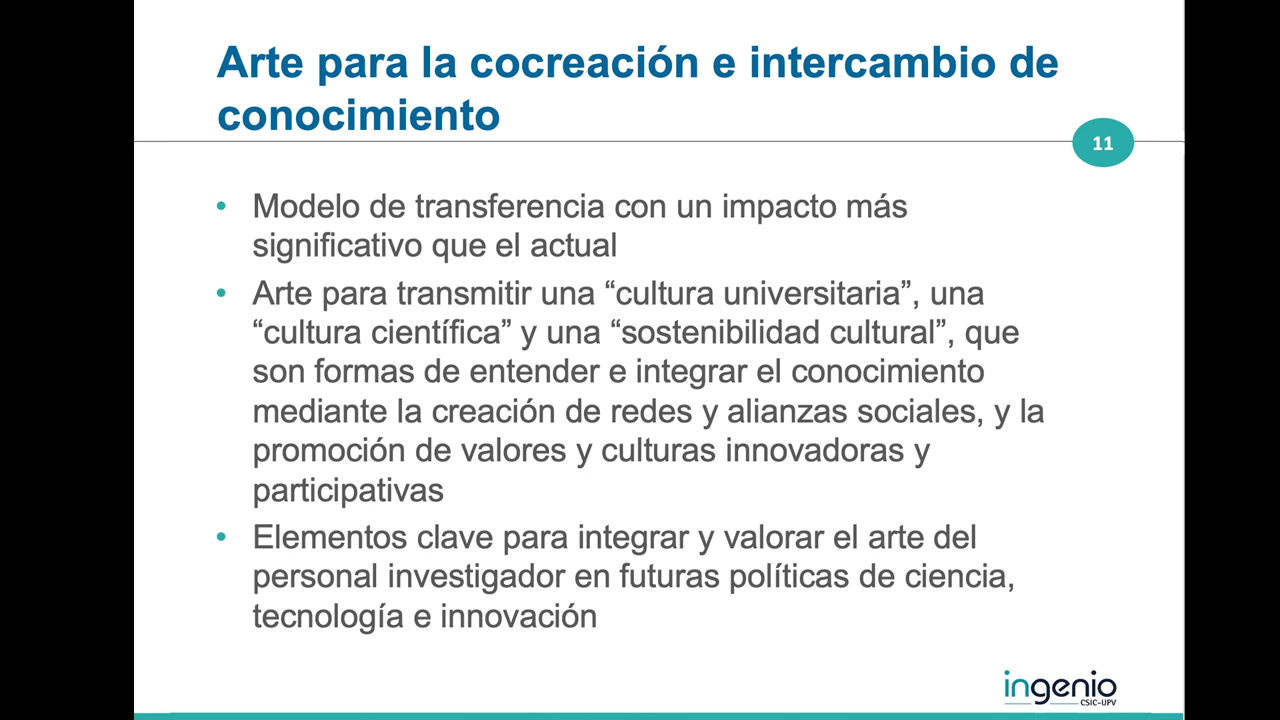 Arte para la cocreación e intercambio de
conocimiento
11
• Modelo de transferencia con un impacto más
significativo que el actual
• Arte para transmitir una “cultura universitaria”, una
“cultura científica” y una “sostenibilidad cultural”, que
son formas de entender e integrar el conocimiento
mediante la creación de redes y alianzas sociales, y la
promoción de valores y culturas innovadoras y
participativas
• Elementos clave para integrar y valorar el arte del
personal investigador en futuras políticas de ciencia,
tecnología e innovación
ingenio
CSIC-UPV